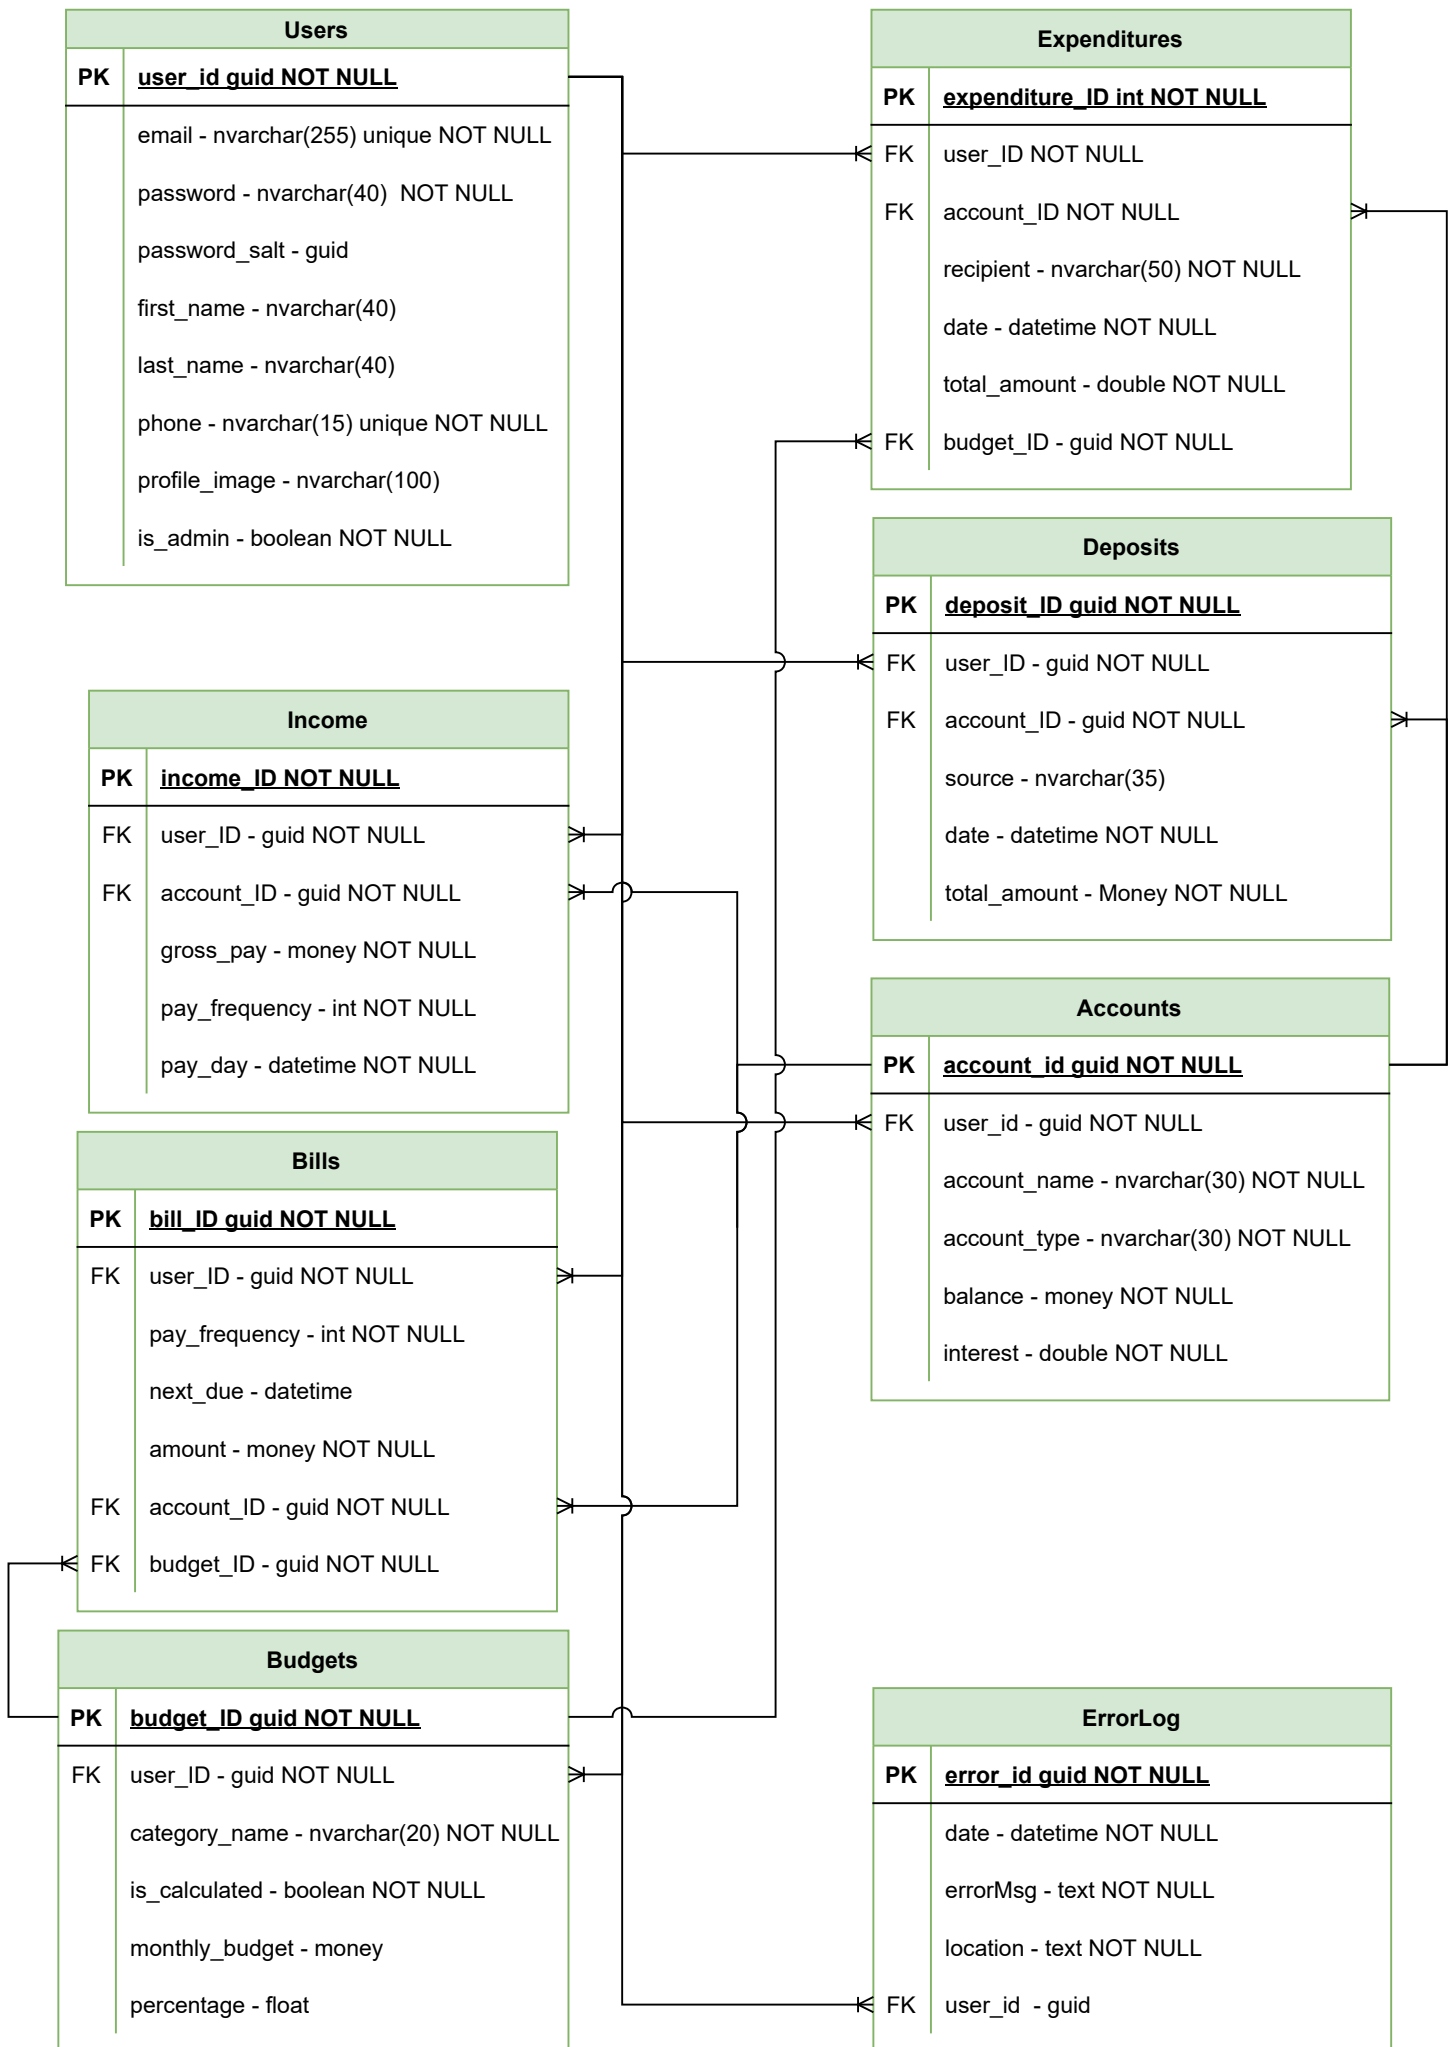 Users
PK user_id guid NOT NULL
email - nvarchar(255) unique NOT NULL
password - nvarchar(40)  NOT NULL
password_salt - guid
first_name - nvarchar(40)
last_name - nvarchar(40)
phone - nvarchar(15) unique NOT NULL
profile_image - nvarchar(100)
is_admin - boolean NOT NULL
Expenditures
PK expenditure_ID int NOT NULL
FK user_ID NOT NULL
FK account_ID NOT NULL
recipient - nvarchar(50) NOT NULL
date - datetime NOT NULL
total_amount - double NOT NULL
FK budget_ID - guid NOT NULL
Deposits
PK deposit_ID guid NOT NULL
FK user_ID - guid NOT NULL
FK account_ID - guid NOT NULL
source - nvarchar(35)
date - datetime NOT NULL
total_amount - Money NOT NULL
Income
PK income_ID NOT NULL
FK user_ID - guid NOT NULL
FK account_ID - guid NOT NULL
gross_pay - money NOT NULL
pay_frequency - int NOT NULL
pay_day - datetime NOT NULL
Accounts
PK account_id guid NOT NULL
FK user_id - guid NOT NULL
account_name - nvarchar(30) NOT NULL
account_type - nvarchar(30) NOT NULL
balance - money NOT NULL
interest - double NOT NULL
Bills
PK bill_ID guid NOT NULL
FK user_ID - guid NOT NULL
pay_frequency - int NOT NULL
next_due - datetime
amount - money NOT NULL
FK account_ID - guid NOT NULL
FK budget_ID - guid NOT NULL
Budgets
PK budget_ID guid NOT NULL
FK user_ID - guid NOT NULL
category_name - nvarchar(20) NOT NULL
is_calculated - boolean NOT NULL
monthly_budget - money
percentage - float
ErrorLog
PK error_id guid NOT NULL
date - datetime NOT NULL
errorMsg - text NOT NULL
location - text NOT NULL
FK user_id  - guid